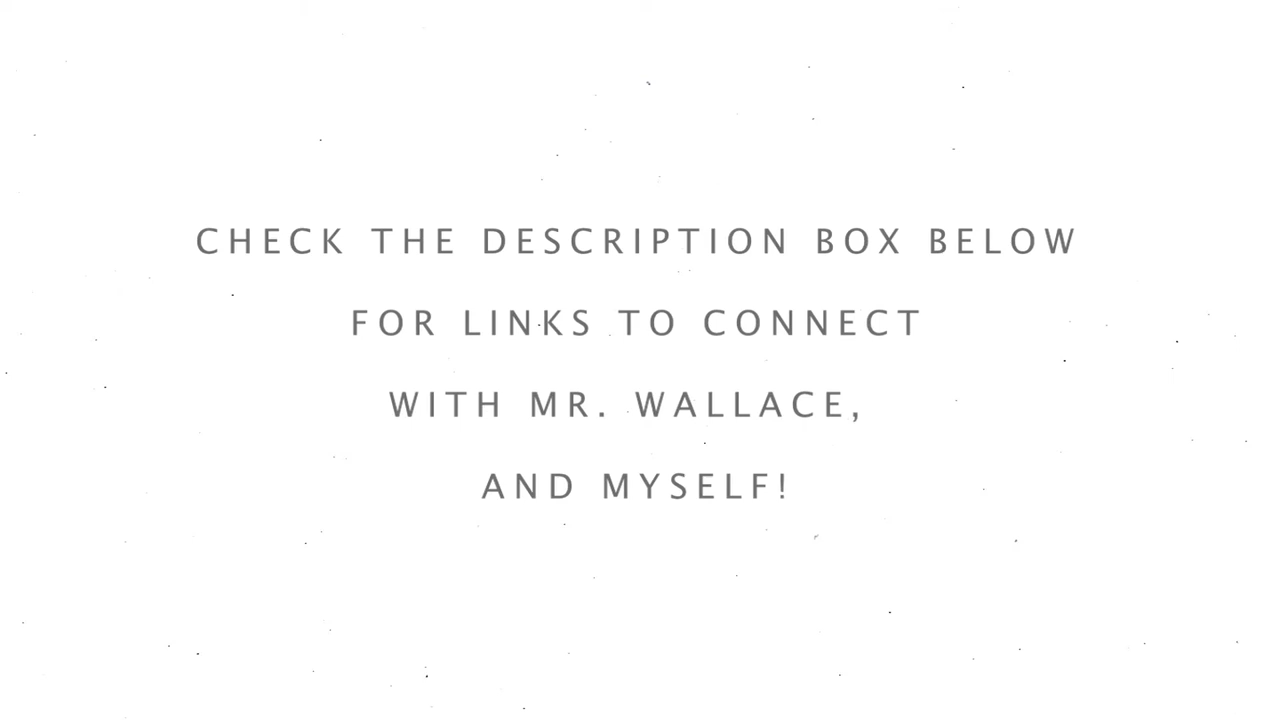 CHECK THE DESCRIPTION BOX BELOW
FOR LINKS TO CONNECT
WITH MR. WALLACE,
AND MYSELF!